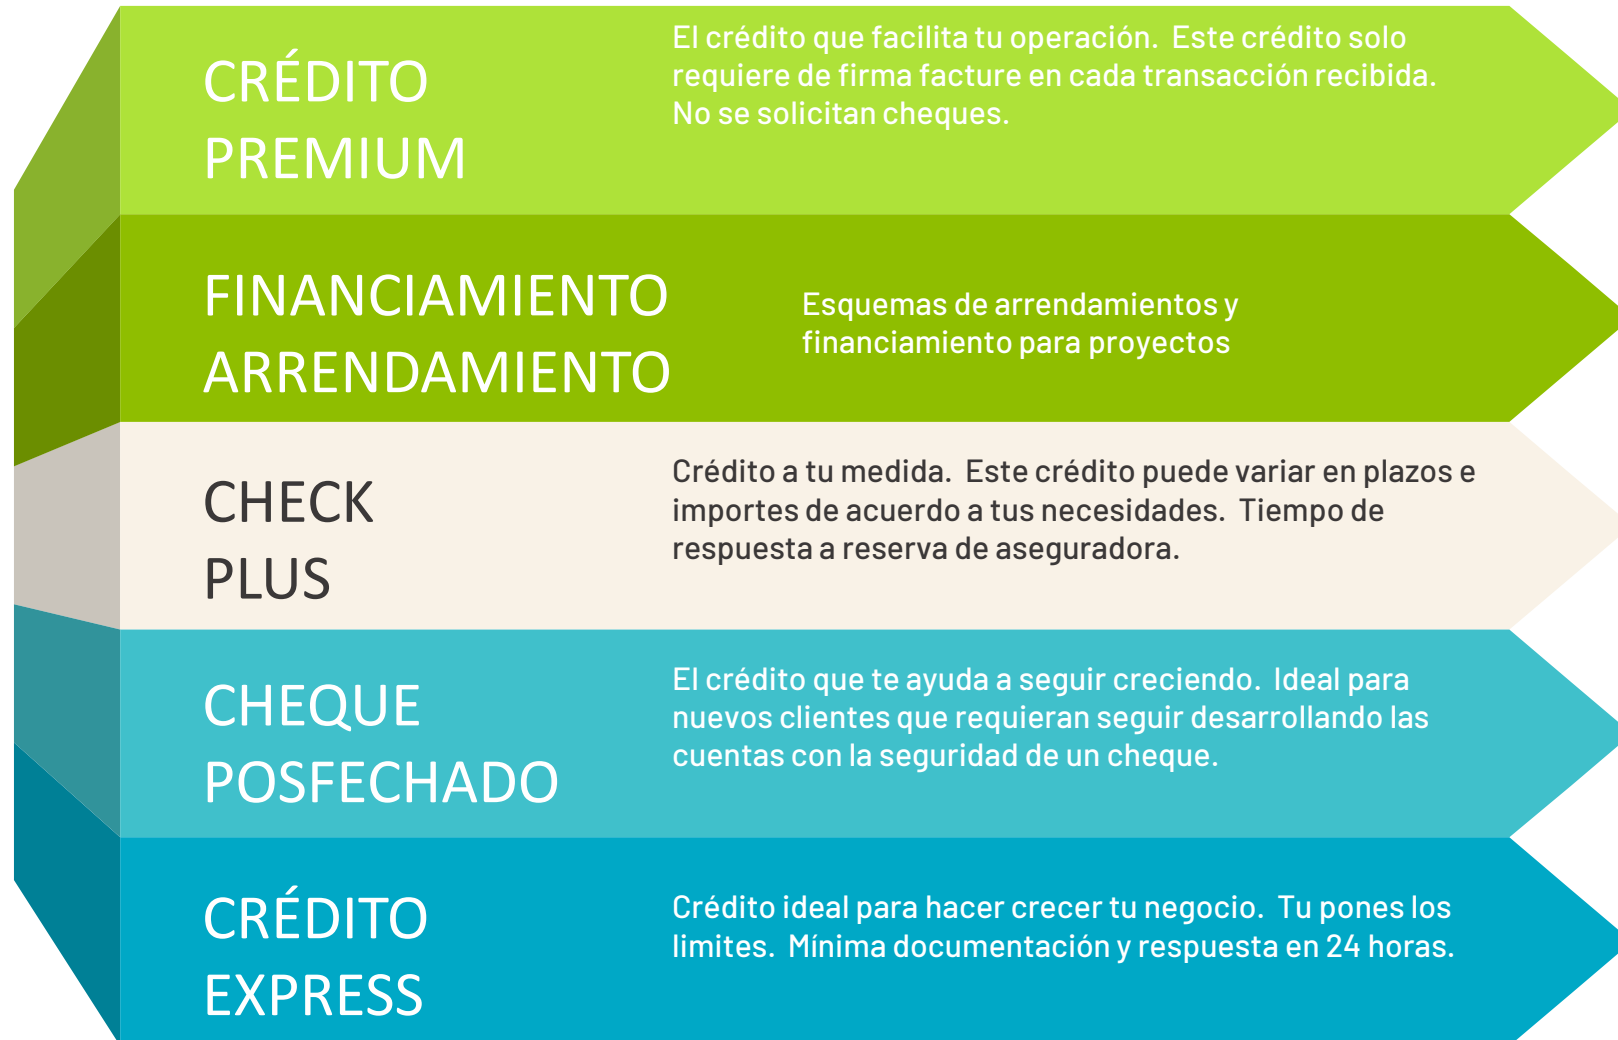 CRÉDITO
PREMIUM
El crédito que facilita tu operación.  Este crédito solo
requiere de firma facture en cada transacción recibida.
No se solicitan cheques.
FINANCIAMIENTO
ARRENDAMIENTO
Esquemas de arrendamientos y
financiamiento para proyectos
CHECK
PLUS
Crédito a tu medida.  Este crédito puede variar en plazos e
importes de acuerdo a tus necesidades.  Tiempo de
respuesta a reserva de aseguradora.
CHEQUE
POSFECHADO
El crédito que te ayuda a seguir creciendo.  Ideal para
nuevos clientes que requieran seguir desarrollando las
cuentas con la seguridad de un cheque.
CRÉDITO
EXPRESS
Crédito ideal para hacer crecer tu negocio.  Tu pones los
limites.  Mínima documentación y respuesta en 24 horas.